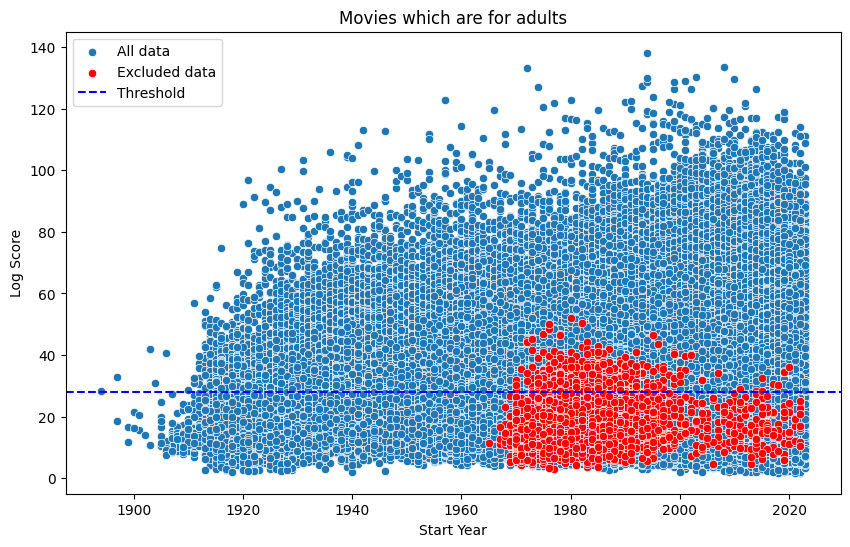 Movies which are for adults
All data
Excluded data
Threshold
140
120
100
80
60
40
20
0
Log Score
1900
1920
1940
1960
1980
2000
2020
Start Year